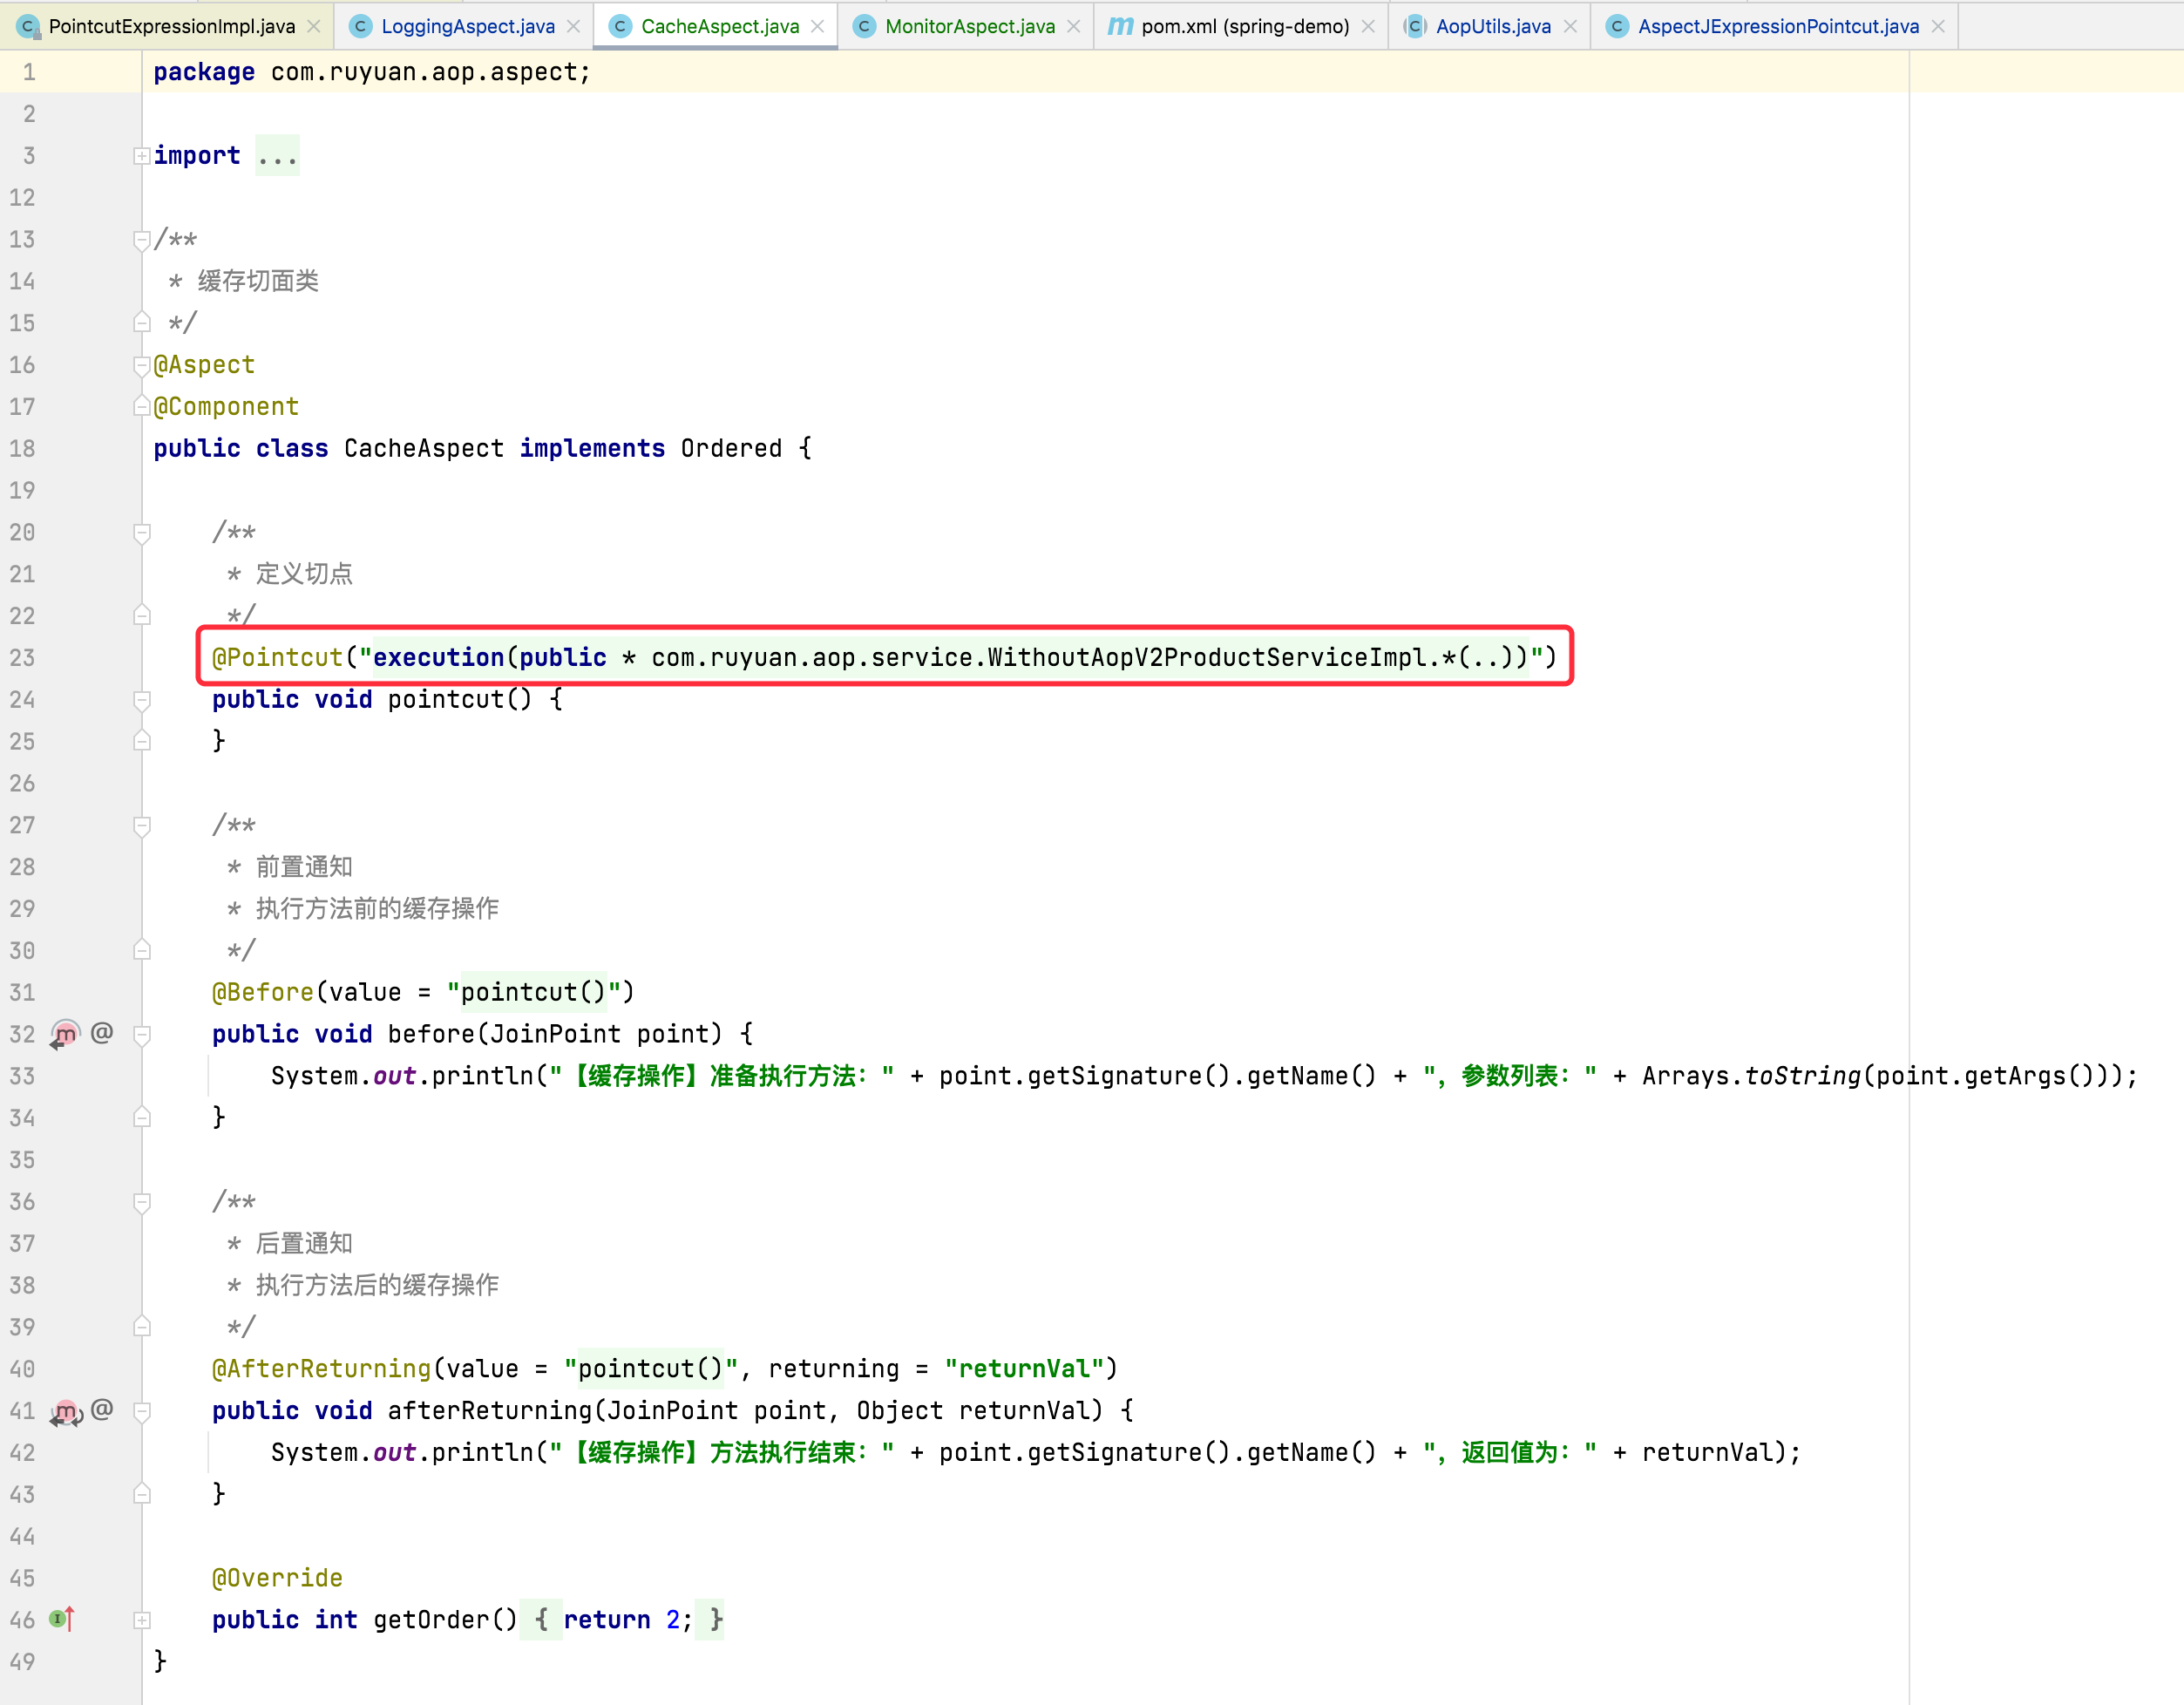 PointcutExpressionImpl.java LoggingAspect.java CacheAspect.java MonitorAspect.java pom.xml (spring-demo) AopUtils.java AspectJExpressionPointcut.java
1 package com.ruyuan.aop.aspect;
2
3 import ...
12
13 /**
14 * 缓存切面类
15 */
16 @Aspect
17 @Component
18 public class CacheAspect implements Ordered {
19
20 /**
21 * 定义切点
22 */
23 @Pointcut("execution(public * com.ruyuan.aop.service.WithoutAopV2ProductServiceImpl.*(..))")
24 public void pointcut() {
25 }
26
27 /**
28 * 前置通知
29 * 执行方法前的缓存操作
30 */
31 @Before(value = "pointcut()")
32 public void before(JoinPoint point) {
33 System.out.println("【缓存操作】准备执行方法：" + point.getSignature().getName() + "，参数列表：" + Arrays.toString(point.getArgs()));
34 }
35
36 /**
37 * 后置通知
38 * 执行方法后的缓存操作
39 */
40 @AfterReturning(value = "pointcut()", returning = "returnVal")
41 public void afterReturning(JoinPoint point, Object returnVal) {
42 System.out.println("【缓存操作】方法执行结束：" + point.getSignature().getName() + "，返回值为：" + returnVal);
43 }
44
45 @Override
46 public int getOrder() { return 2; }
49 }